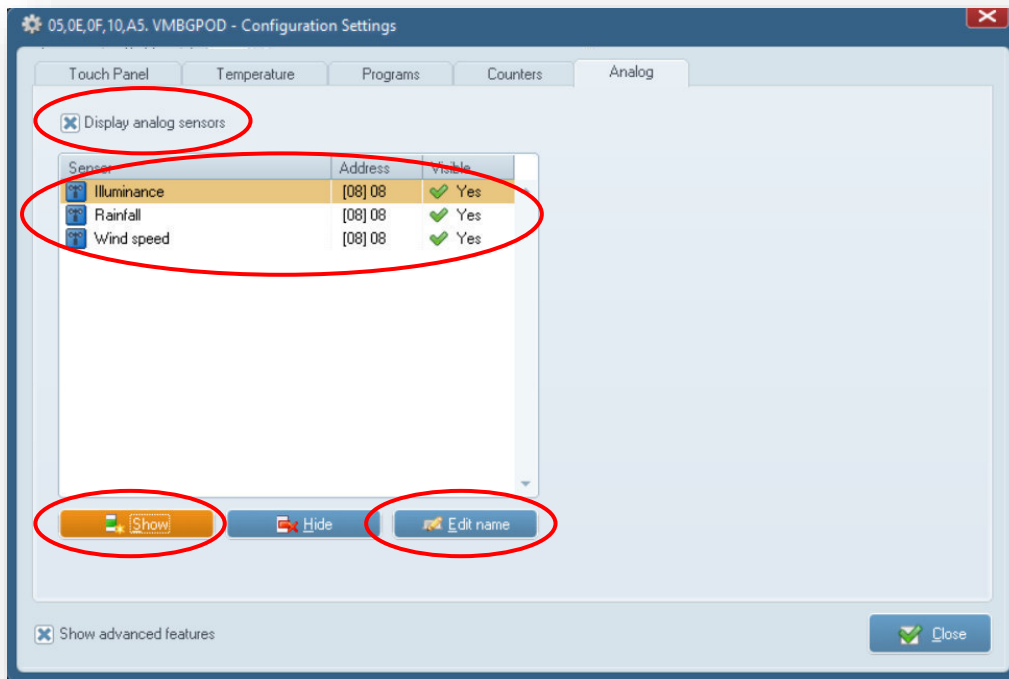 05,0E,0F,10,A5. VMBGPOD - Configuration Settings
Touch Panel Temperature Programs Counters Analog
Display analog sensors
Sensor Address Visible
Illuminance [08] 08 Yes
Rainfall [08] 08 Yes
Wind speed [08] 08 Yes
Show Hide Edit name
Show advanced features Close